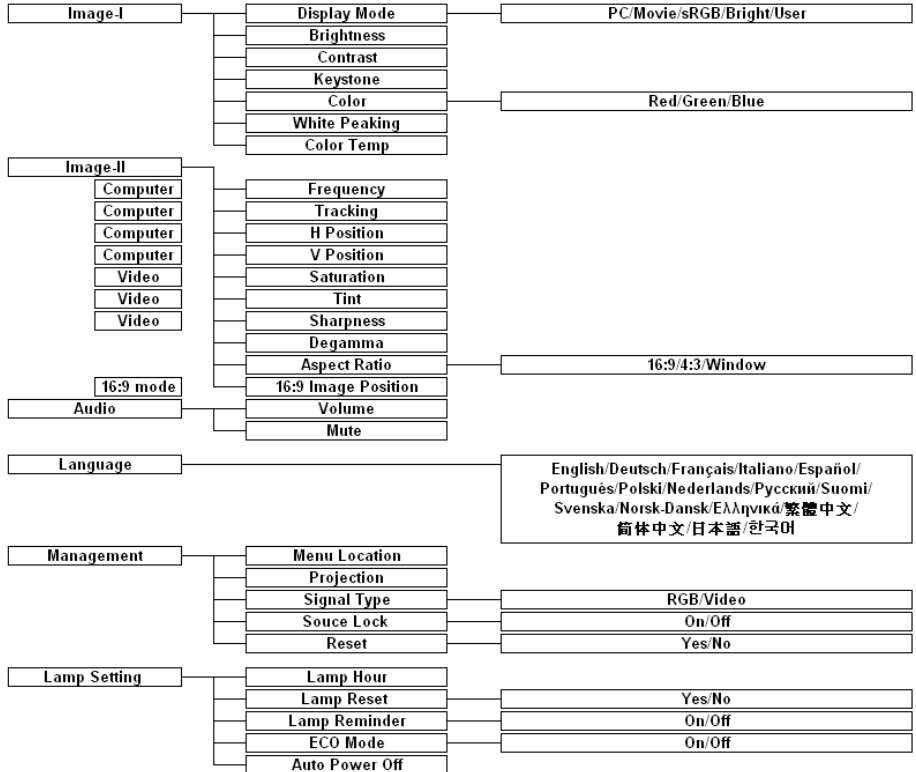 Image-I Display Mode PC/Movie/sRGB/Bright/User
Brightness
Contrast
Keystone
Color Red/Green/Blue
White Peaking
Color Temp
Image-II
Computer Frequency
Computer Tracking
Computer H Position
Computer V Position
Video Saturation
Video Tint
Video Sharpness
Degamma
Aspect Ratio 16:9/4:3/Window
16:9 mode 16:9 Image Position
Audio Volume
Mute
Language English/Deutsch/Français/Italiano/Español/
Portuguès/Polski/Nederlands/Русский/Suomi/
Svenska/Norsk-Dansk/Ελληνικά/繁體中文/
简体中文/日本語/한국어
Management Menu Location
Projection
Signal Type RGB/Video
Souce Lock On/Off
Reset Yes/No
Lamp Setting Lamp Hour
Lamp Reset Yes/No
Lamp Reminder On/Off
ECO Mode On/Off
Auto Power Off